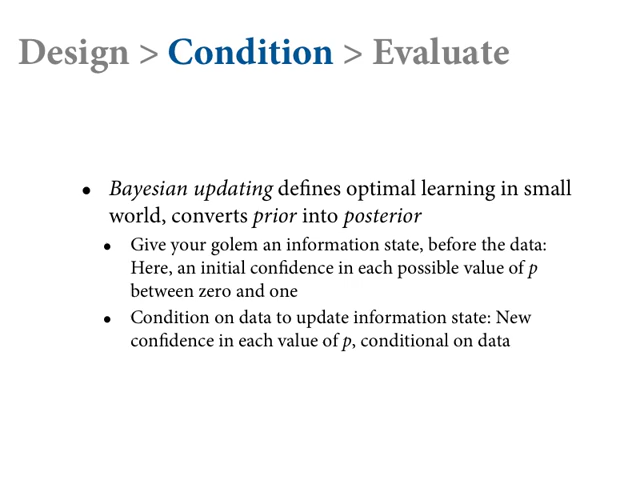 Design > Condition > Evaluate
• Bayesian updating defines optimal learning in small
world, converts prior into posterior
• Give your golem an information state, before the data:
Here, an initial confidence in each possible value of p
between zero and one
• Condition on data to update information state: New
confidence in each value of p, conditional on data